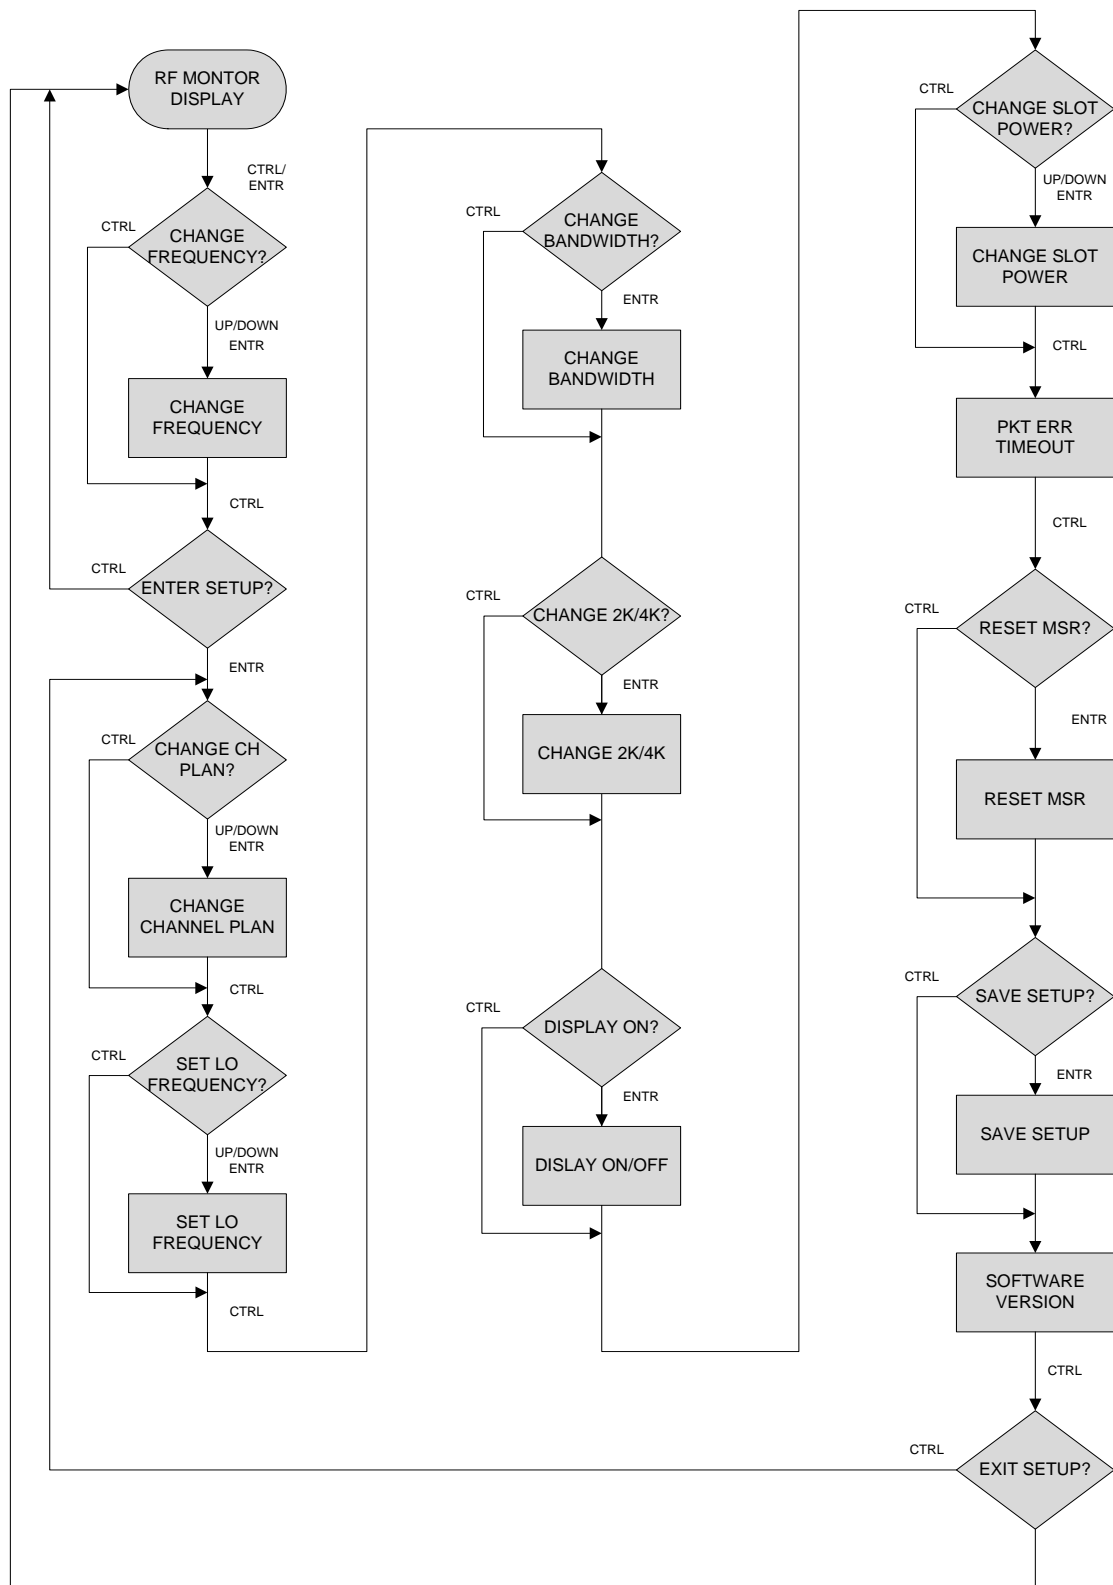 RF MONTOR
DISPLAY
CTRL/
ENTR
CTRL
CHANGE
FREQUENCY?
UP/DOWN
ENTR
CHANGE
FREQUENCY
CTRL
CTRL
ENTER SETUP?
ENTR
CTRL
CHANGE CH
PLAN?
UP/DOWN
ENTR
CHANGE
CHANNEL PLAN
CTRL
CTRL
SET LO
FREQUENCY?
UP/DOWN
ENTR
SET LO
FREQUENCY
CTRL
CTRL
CHANGE
BANDWIDTH?
ENTR
CHANGE
BANDWIDTH
CTRL
CHANGE 2K/4K?
ENTR
CHANGE 2K/4K
CTRL
DISPLAY ON?
ENTR
DISLAY ON/OFF
CTRL
CHANGE SLOT
POWER?
UP/DOWN
ENTR
CHANGE SLOT
POWER
CTRL
PKT ERR
TIMEOUT
CTRL
CTRL
RESET MSR?
ENTR
RESET MSR
CTRL
SAVE SETUP?
ENTR
SAVE SETUP
SOFTWARE
VERSION
CTRL
CTRL
EXIT SETUP?